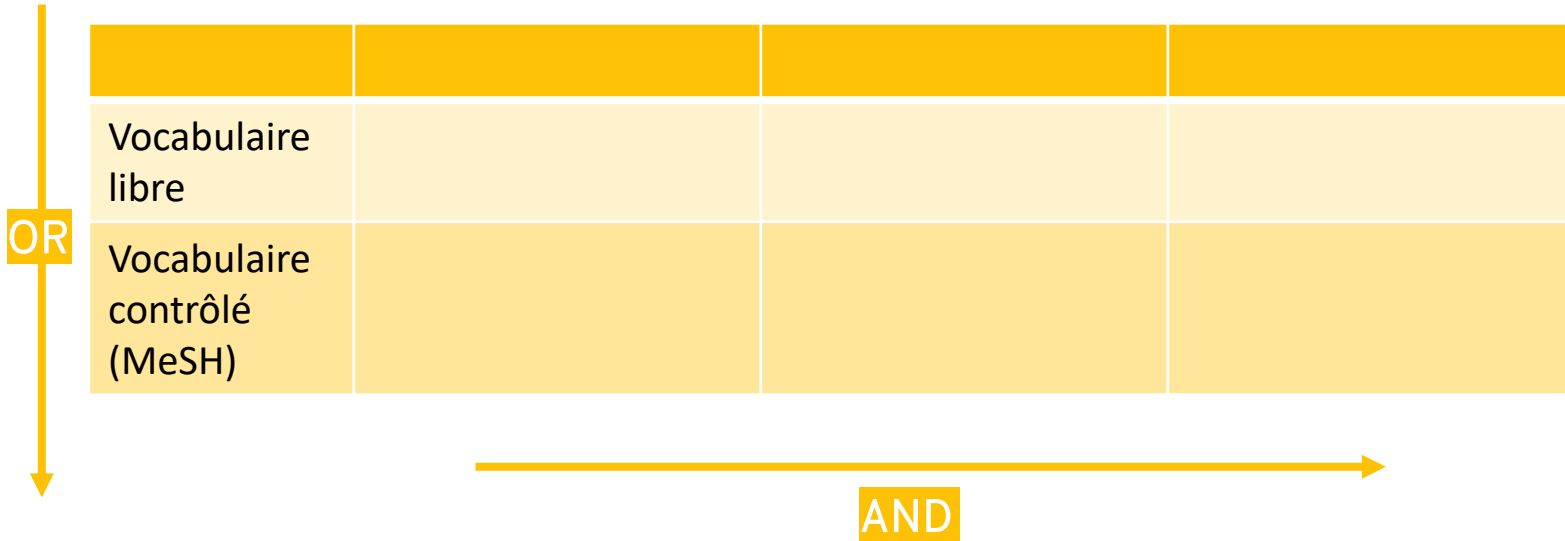 Vocabulaire
libre
OR
Vocabulaire
contrôlé
(MeSH)
AND